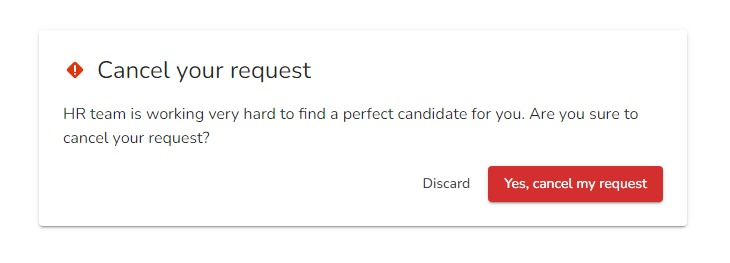 Cancel your request
HR team is working very hard to find a perfect candidate for you. Are you sure to
cancel your request?
Discard
Yes, cancel my request